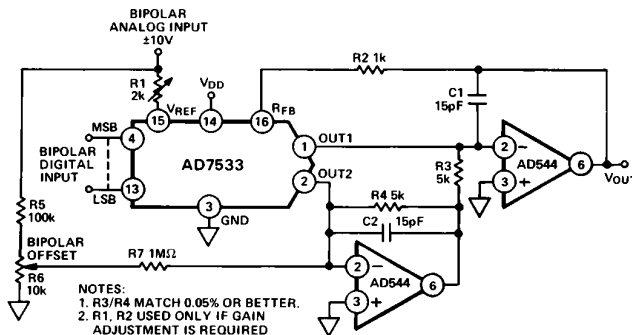 BIPOLAR
ANALOG INPUT
±10V
R1
2k
VDD
R2 1k
C1
15pF
VREF
RFB
15
14
16
MSB
4
BIPOLAR
DIGITAL
INPUT
LSB
13
AD7533
1
OUT1
2
OUT2
3
GND
R3
5k
R4 5k
C2
15pF
2
−
3
+
AD544
6
VOUT
R5
100k
BIPOLAR
OFFSET
R6
10k
R7 1MΩ
2
−
3
+
AD544
6
NOTES:
1. R3/R4 MATCH 0.05% OR BETTER.
2. R1, R2 USED ONLY IF GAIN
ADJUSTMENT IS REQUIRED